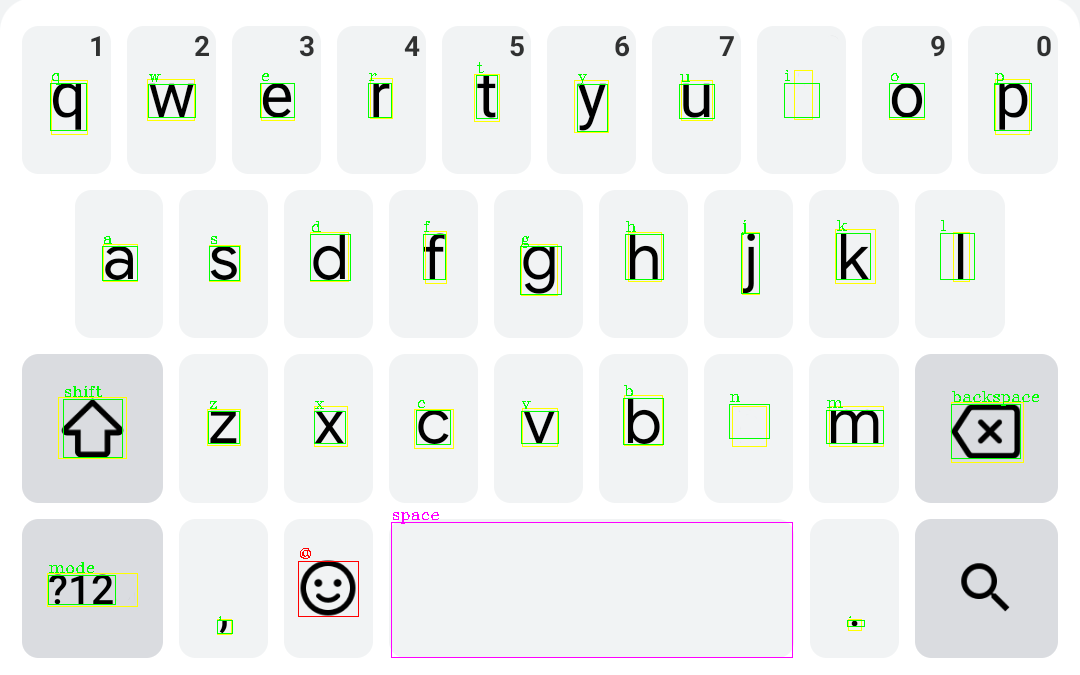 1 2 3 4 5 6 7 9 0
q w e r t y u i o p
q w e r t y u o p
a s d f g h j k l
a s d f g h j k l
shift z x c v b n m backspace
z x c v b m
space
mode @
?12 , .